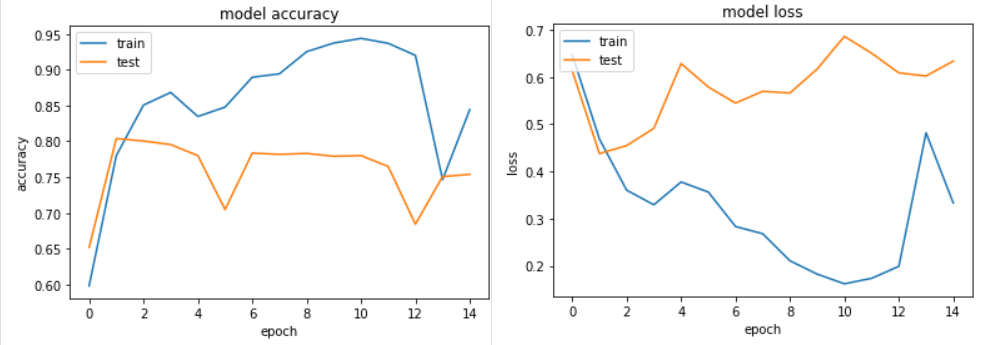 model accuracy
train
test
0.95
0.90
0.85
0.80
0.75
0.70
0.65
0.60
accuracy
0 2 4 6 8 10 12 14
epoch
model loss
train
test
0.7
0.6
0.5
0.4
0.3
0.2
loss
0 2 4 6 8 10 12 14
epoch